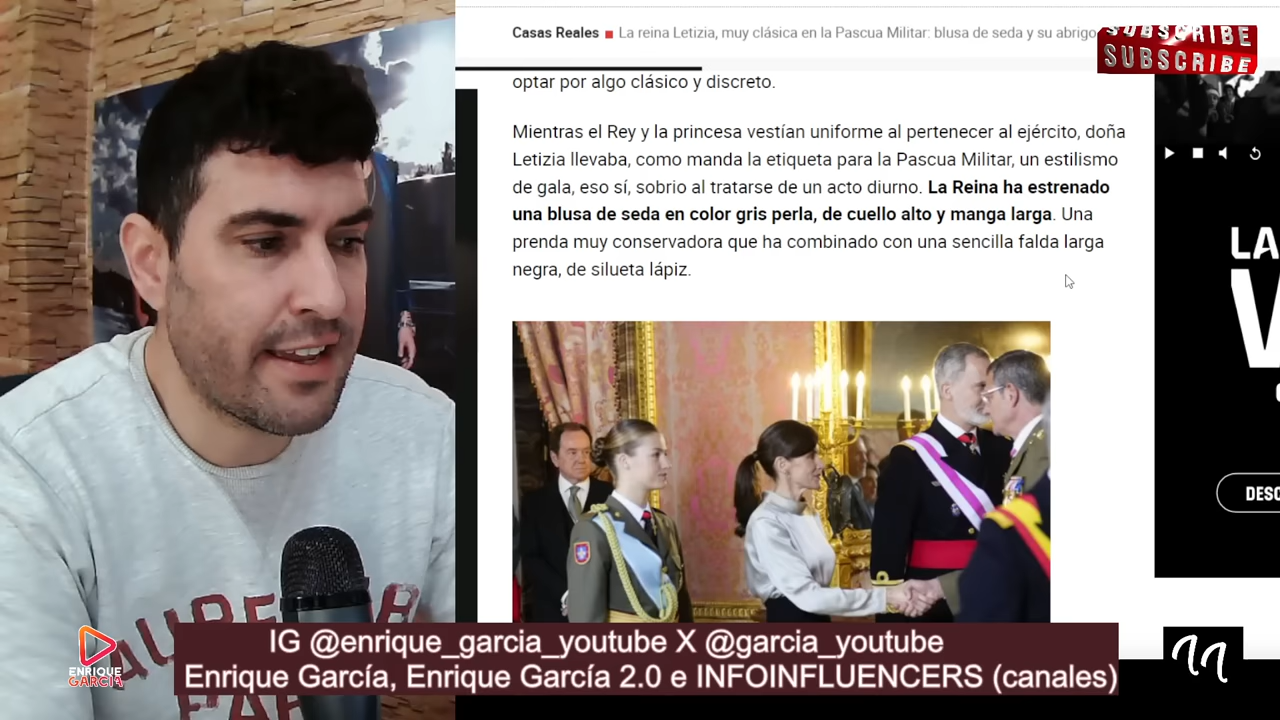 Casas Reales ■ La reina Letizia, muy clásica en la Pascua Militar: blusa de seda y su abrigo
SUBSCRIBE
SUBSCRIBE
optar por algo clásico y discreto.
Mientras el Rey y la princesa vestían uniforme al pertenecer al ejército, doña
Letizia llevaba, como manda la etiqueta para la Pascua Militar, un estilismo
de gala, eso sí, sobrio al tratarse de un acto diurno. La Reina ha estrenado
una blusa de seda en color gris perla, de cuello alto y manga larga. Una
prenda muy conservadora que ha combinado con una sencilla falda larga
negra, de silueta lápiz.
LA
DESC
IG @enrique_garcia_youtube X @garcia_youtube
Enrique García, Enrique García 2.0 e INFOINFLUENCERS (canales)
ENRIQUE
GARCÍA